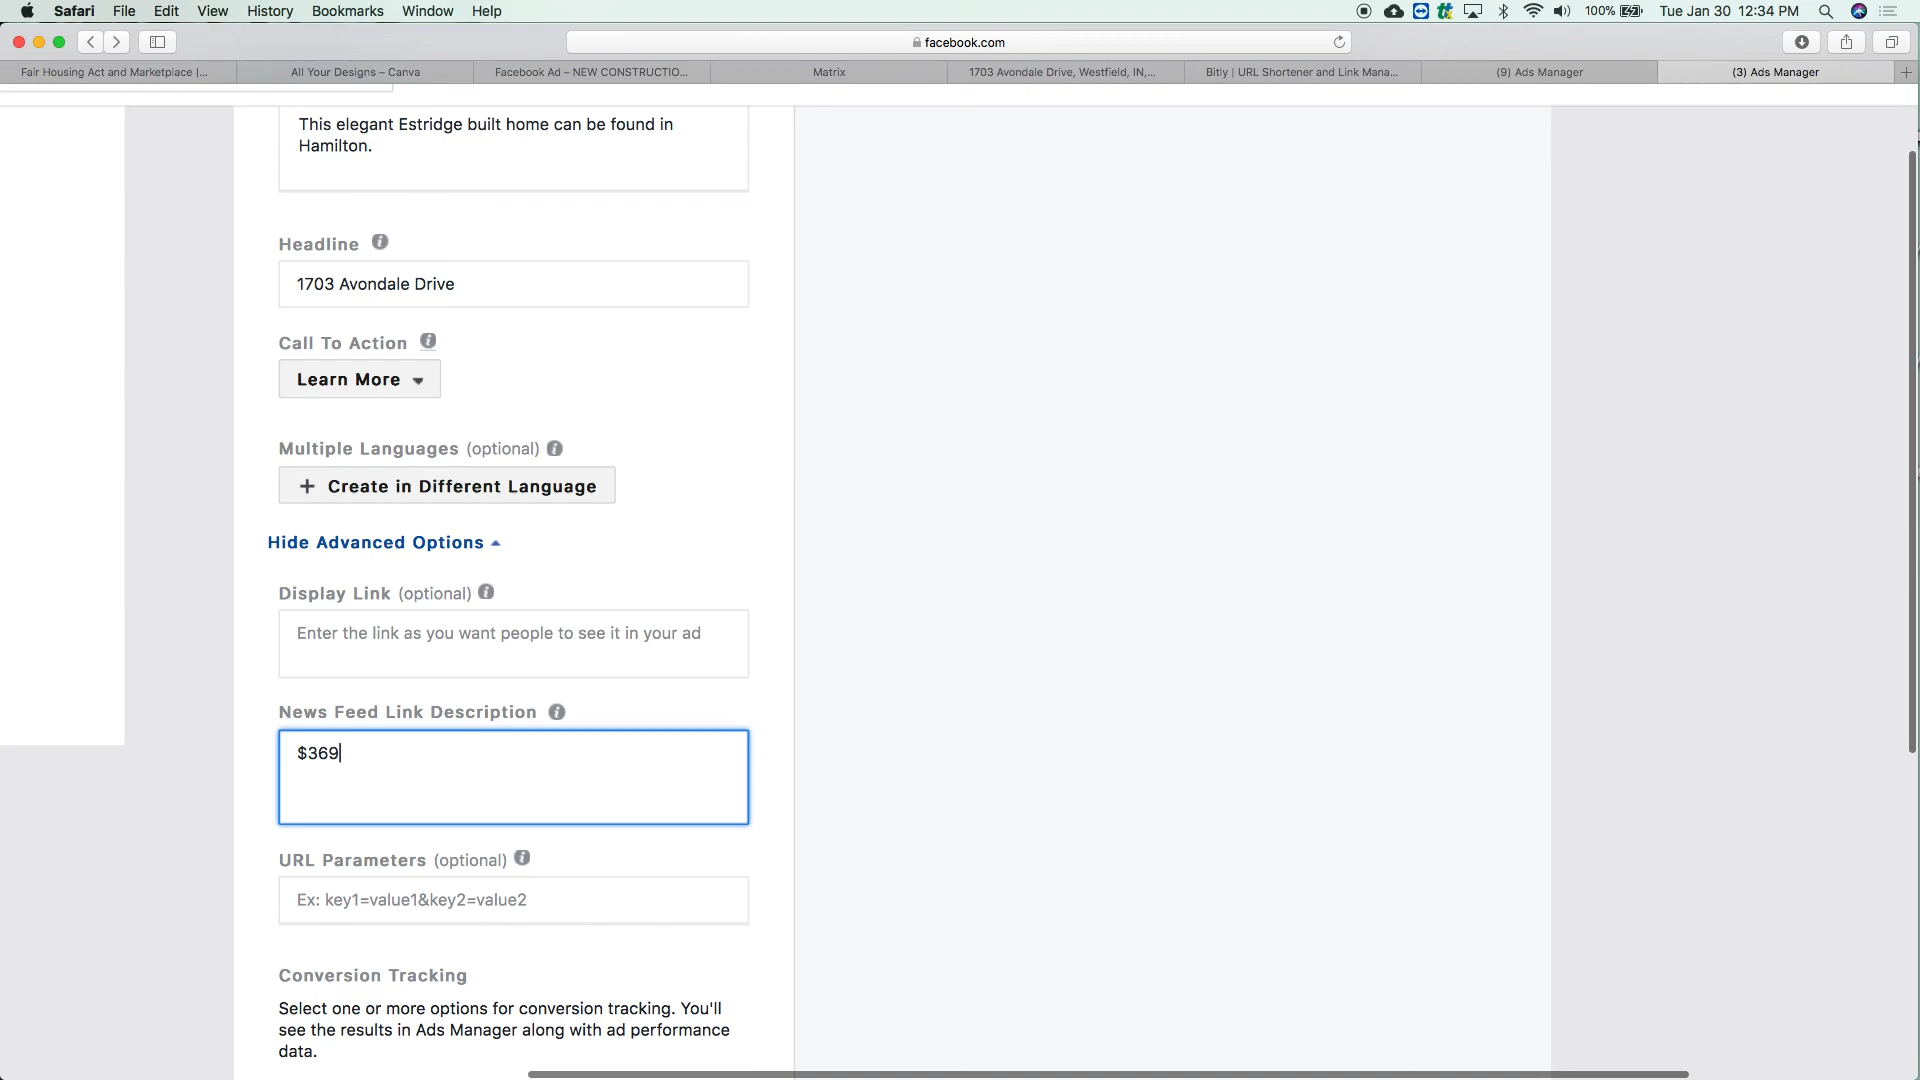 Safari File Edit View History Bookmarks Window Help 100% Tue Jan 30 12:34 PM
facebook.com
Fair Housing Act and Marketplace |... All Your Designs – Canva Facebook Ad – NEW CONSTRUCTIO... Matrix 1703 Avondale Drive, Westfield, IN,... Bitly | URL Shortener and Link Mana... (9) Ads Manager (3) Ads Manager
This elegant Estridge built home can be found in
Hamilton.
Headline
1703 Avondale Drive
Call To Action
Learn More
Multiple Languages (optional)
+ Create in Different Language
Hide Advanced Options
Display Link (optional)
Enter the link as you want people to see it in your ad
News Feed Link Description
$369
URL Parameters (optional)
Ex: key1=value1&key2=value2
Conversion Tracking
Select one or more options for conversion tracking. You'll
see the results in Ads Manager along with ad performance
data.